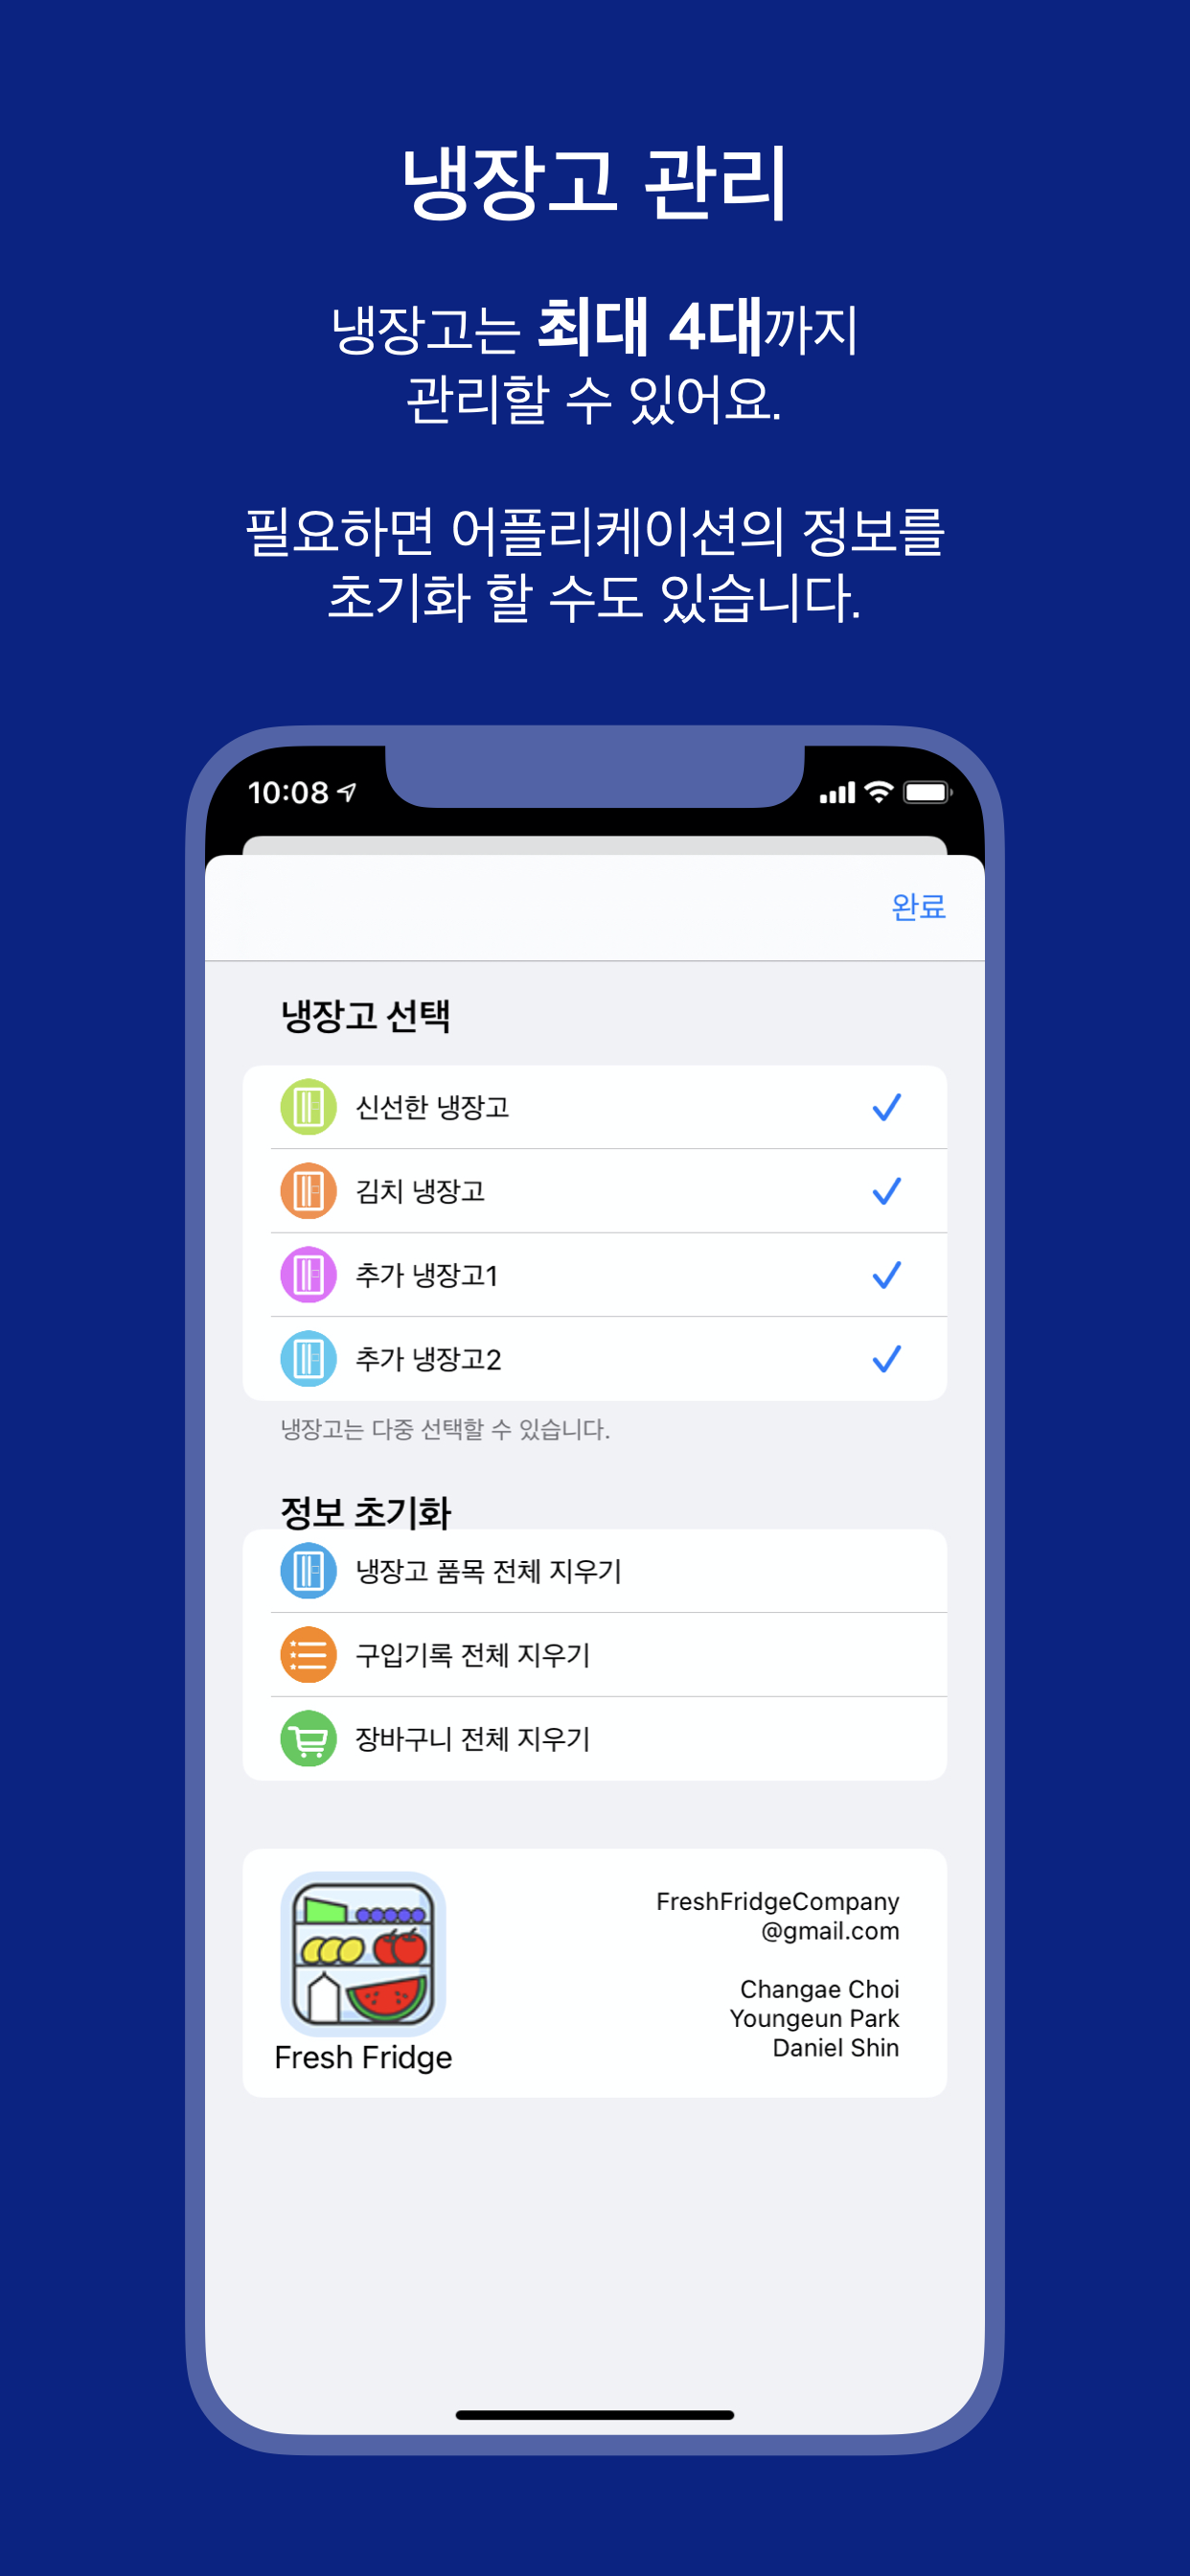 냉장고 관리
냉장고는 최대 4대까지
관리할 수 있어요.
필요하면 어플리케이션의 정보를
초기화 할 수도 있습니다.
10:08
완료
냉장고 선택
신선한 냉장고
김치 냉장고
추가 냉장고1
추가 냉장고2
냉장고는 다중 선택할 수 있습니다.
정보 초기화
냉장고 품목 전체 지우기
구입기록 전체 지우기
장바구니 전체 지우기
FreshFridgeCompany
@gmail.com
Changae Choi
Youngeun Park
Daniel Shin
Fresh Fridge